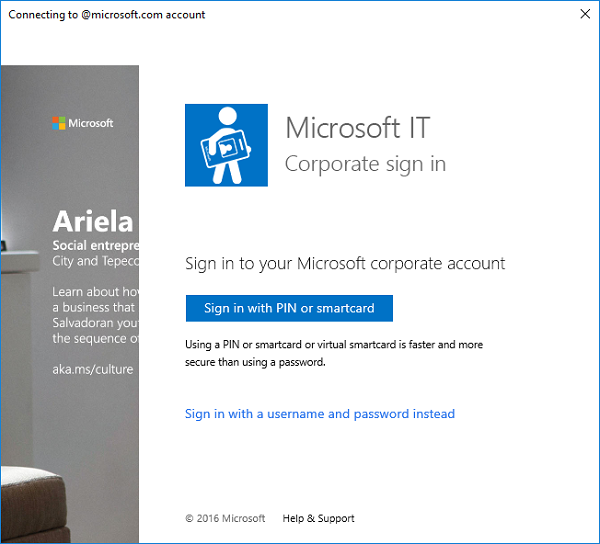 Connecting to @microsoft.com account
Microsoft
Ariela
Social entrepre
City and Tepeco
Learn about how
a business that
Salvadoran you
the sequence of
aka.ms/culture
Microsoft IT
Corporate sign in
Sign in to your Microsoft corporate account
Sign in with PIN or smartcard
Using a PIN or smartcard or virtual smartcard is faster and more
secure than using a password.
Sign in with a username and password instead
© 2016 Microsoft Help & Support